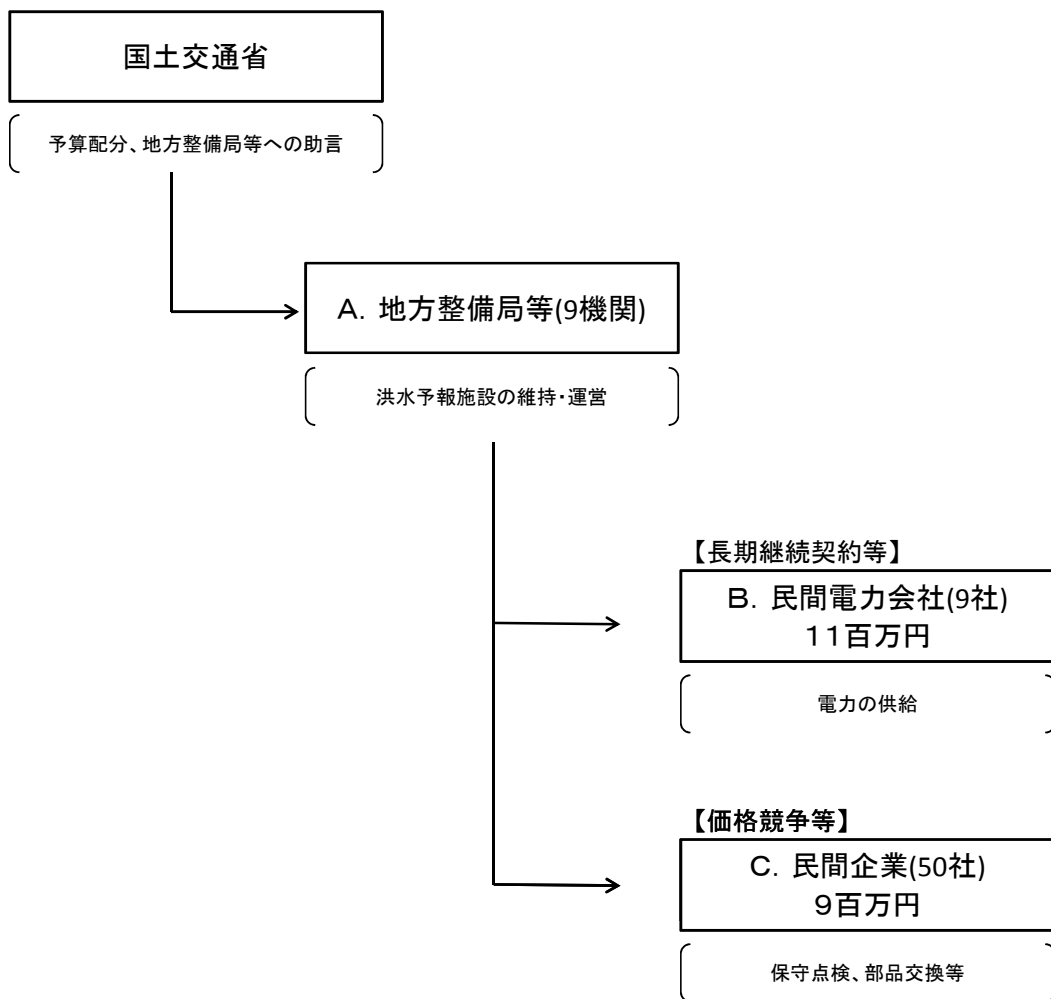 国土交通省
予算配分、地方整備局等への助言
A．地方整備局等(9機関)
洪水予報施設の維持・運営
【長期継続契約等】
B．民間電力会社(9社)
１１百万円
電力の供給
【価格競争等】
C．民間企業(50社)
９百万円
保守点検、部品交換等